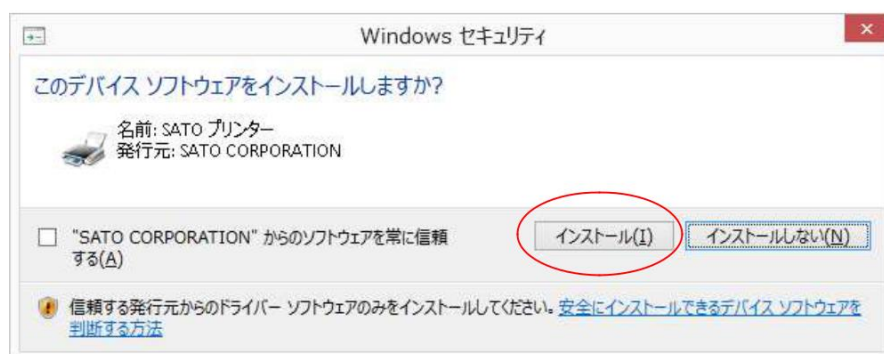 Windows セキュリティ
このデバイス ソフトウェアをインストールしますか?
名前: SATO プリンター
発行元: SATO CORPORATION
"SATO CORPORATION" からのソフトウェアを常に信頼
する(A)
インストール(I)
インストールしない(N)
信頼する発行元からのドライバー ソフトウェアのみをインストールしてください。安全にインストールできるデバイス ソフトウェアを
判断する方法